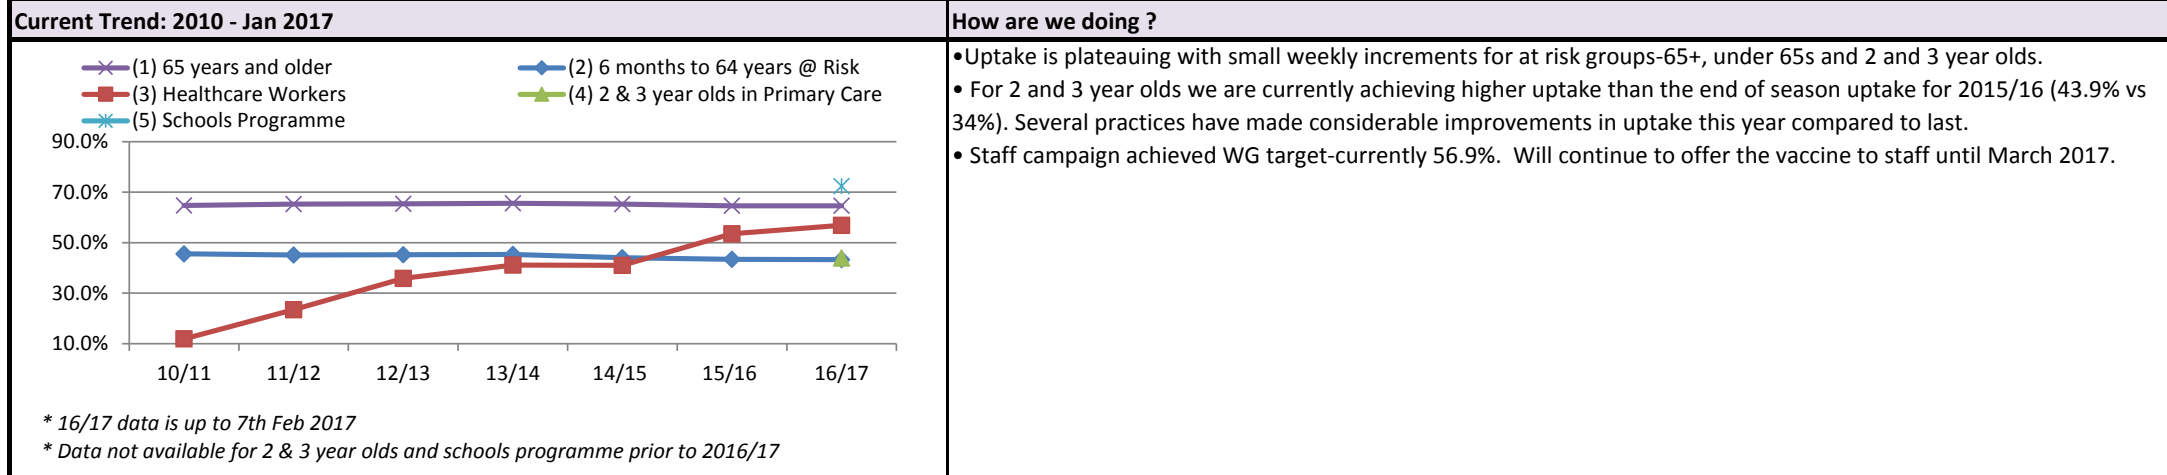 Current Trend: 2010 - Jan 2017
(1) 65 years and older
(2) 6 months to 64 years @ Risk
(3) Healthcare Workers
(4) 2 & 3 year olds in Primary Care
(5) Schools Programme
90.0%
70.0%
50.0%
30.0%
10.0%
10/11 11/12 12/13 13/14 14/15 15/16 16/17
* 16/17 data is up to 7th Feb 2017
* Data not available for 2 & 3 year olds and schools programme prior to 2016/17
How are we doing ?
•Uptake is plateauing with small weekly increments for at risk groups-65+, under 65s and 2 and 3 year olds.
• For 2 and 3 year olds we are currently achieving higher uptake than the end of season uptake for 2015/16 (43.9% vs
34%). Several practices have made considerable improvements in uptake this year compared to last.
• Staff campaign achieved WG target-currently 56.9%.  Will continue to offer the vaccine to staff until March 2017.